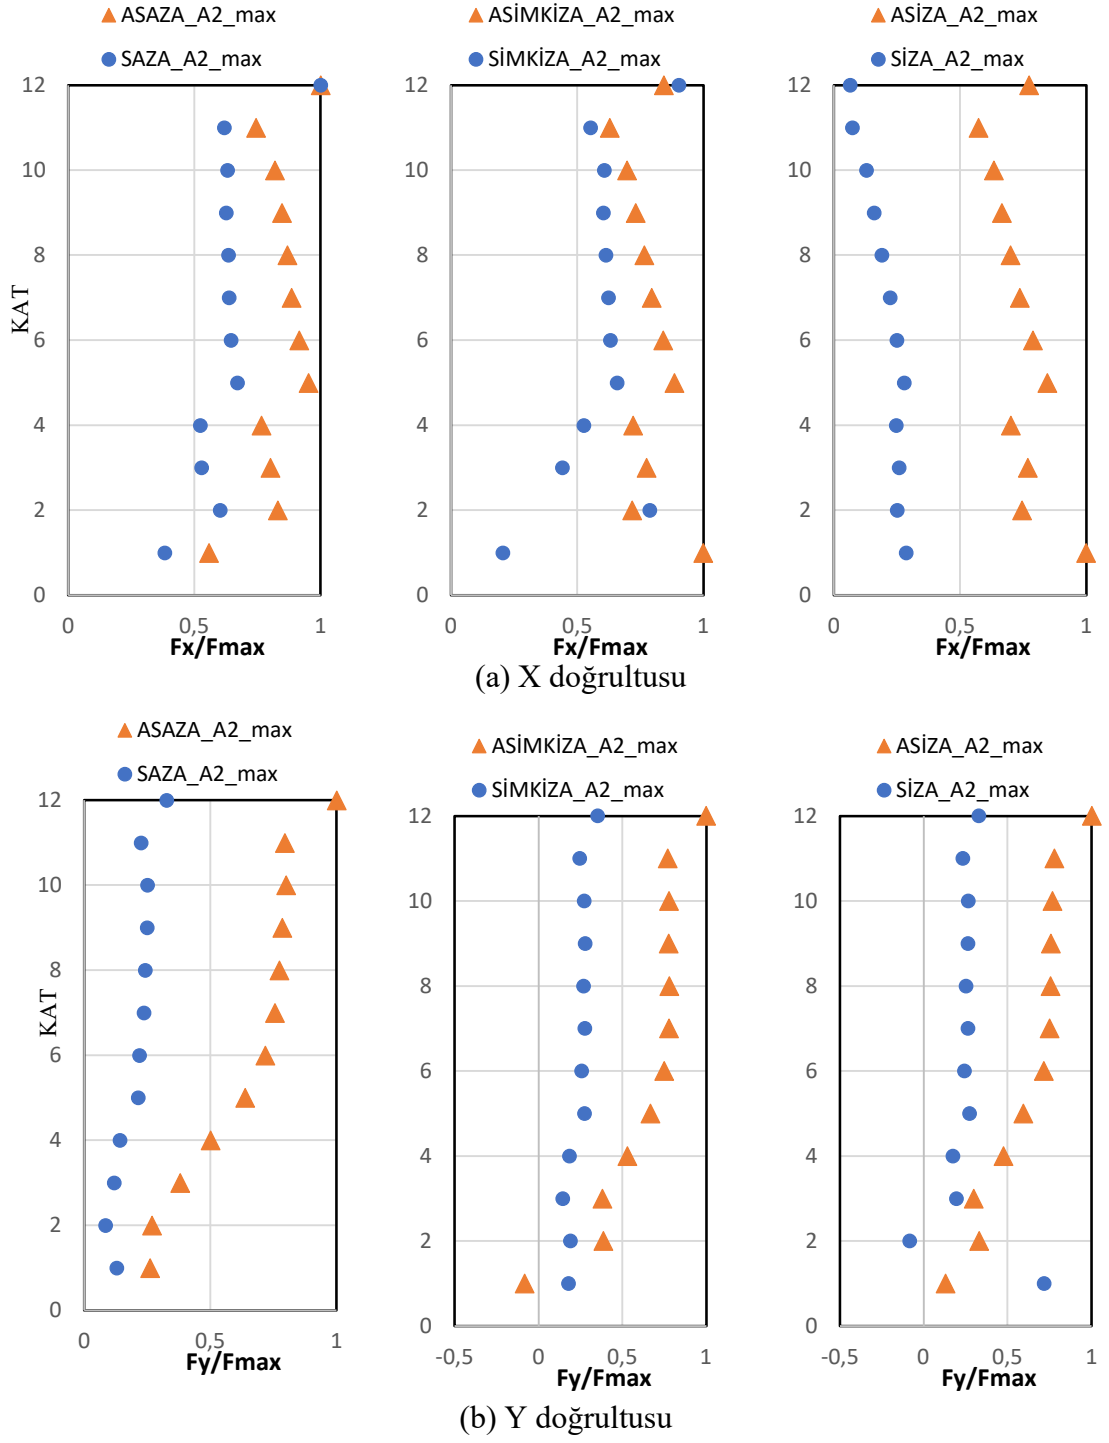 ASAZA_A2_max
SAZA_A2_max
12
10
8
6
4
2
0
KAT
0 0,5 1
Fx/Fmax
ASİMKİZA_A2_max
SİMKİZA_A2_max
12
10
8
6
4
2
0
0 0,5 1
Fx/Fmax
ASİZA_A2_max
SİZA_A2_max
12
10
8
6
4
2
0
0 0,5 1
Fx/Fmax
(a) X doğrultusu
ASAZA_A2_max
SAZA_A2_max
12
10
8
6
4
2
0
KAT
0 0,5 1
Fy/Fmax
ASİMKİZA_A2_max
SİMKİZA_A2_max
12
10
8
6
4
2
0
-0,5 0 0,5 1
Fy/Fmax
ASİZA_A2_max
SİZA_A2_max
12
10
8
6
4
2
0
-0,5 0 0,5 1
Fy/Fmax
(b) Y doğrultusu